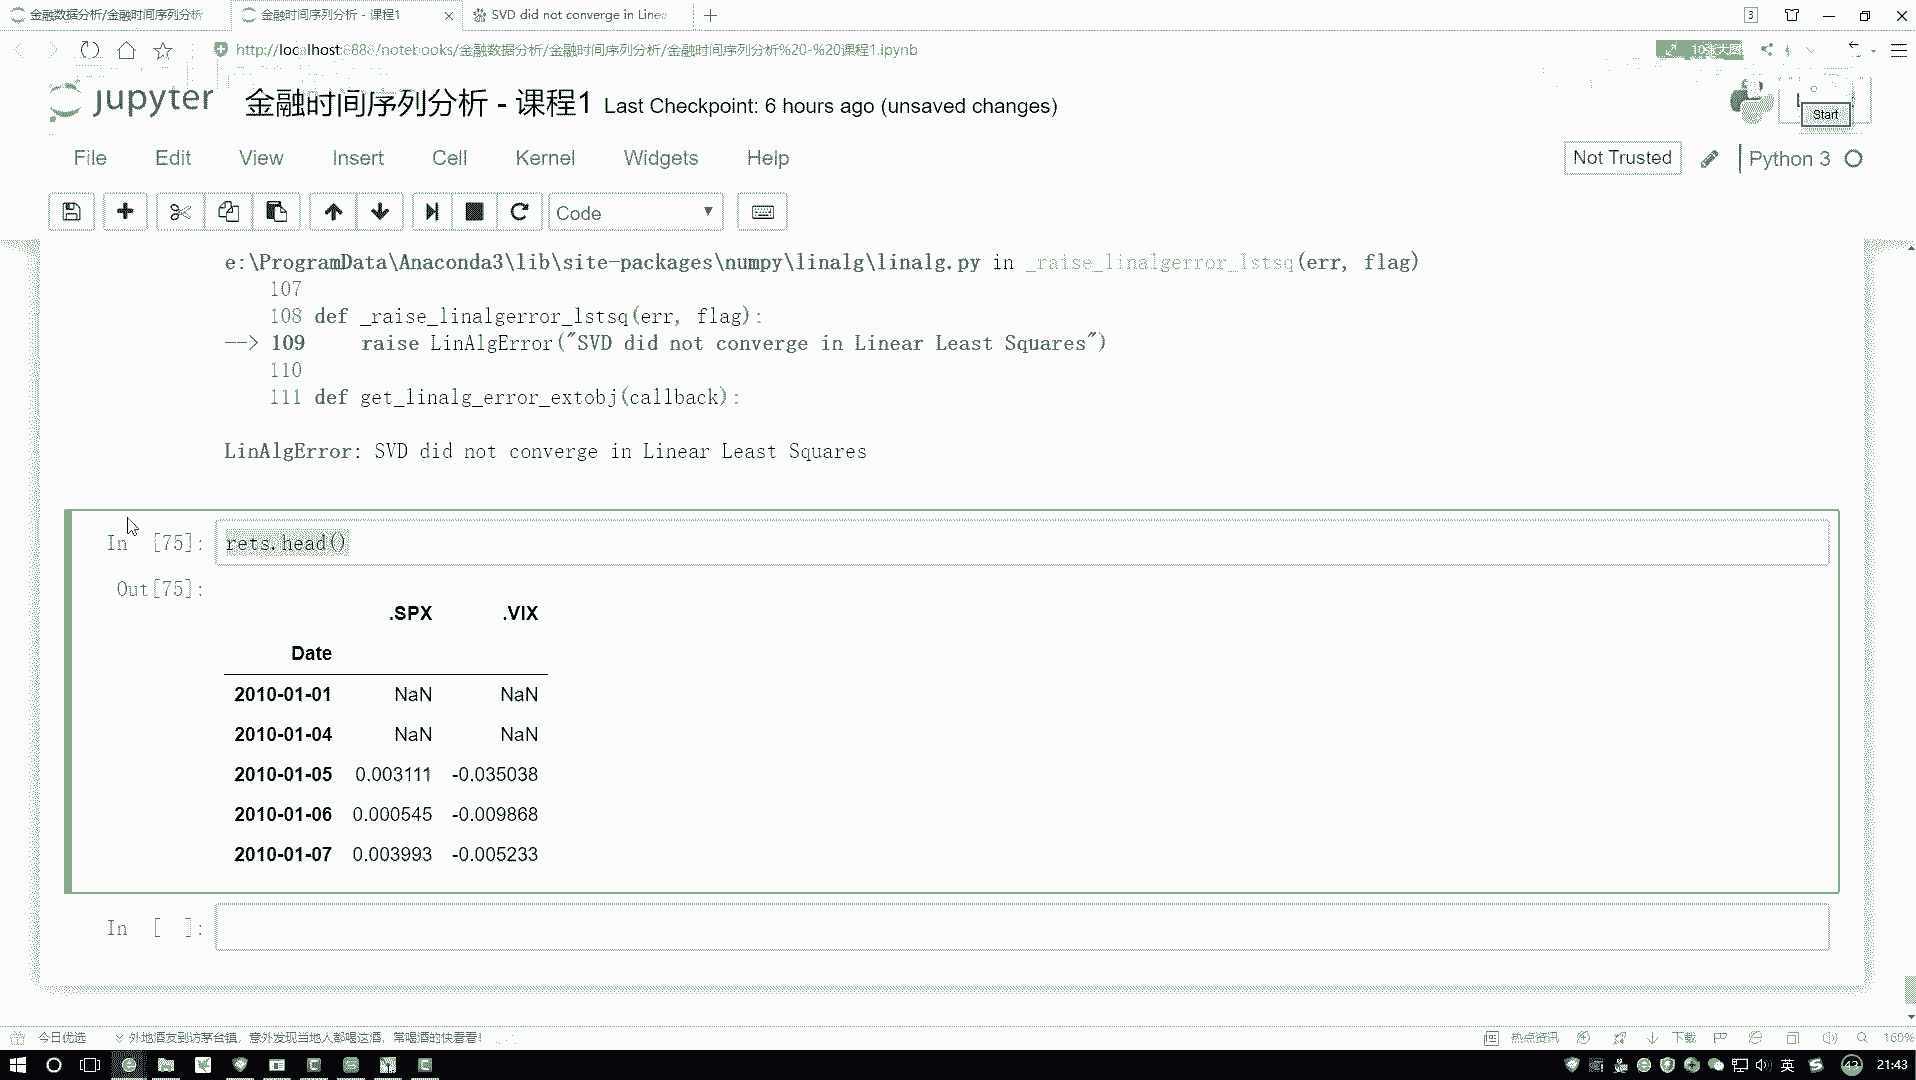 金融数据分析/金融时间序列分析
金融时间序列分析 - 课程1
SVD did not converge in Linea
3
http://localhost:8888/notebooks/金融数据分析/金融时间序列分析/金融时间序列分析%20-%20课程1.ipynb
jupyter 金融时间序列分析 - 课程1 Last Checkpoint: 6 hours ago (unsaved changes)
Start
File Edit View Insert Cell Kernel Widgets Help
Not Trusted Python 3
Code
e:\ProgramData\Anaconda3\lib\site-packages\numpy\linalg\linalg.py in _raise_linalgerror_lstsq(err, flag)
107
108 def _raise_linalgerror_lstsq(err, flag):
--> 109 raise LinAlgError("SVD did not converge in Linear Least Squares")
110
111 def get_linalg_error_extobj(callback):
LinAlgError: SVD did not converge in Linear Least Squares
In [75]: rets.head()
Out[75]:
.SPX .VIX
Date
2010-01-01 NaN NaN
2010-01-04 NaN NaN
2010-01-05 0.003111 -0.035038
2010-01-06 0.000545 -0.009868
2010-01-07 0.003993 -0.005233
In [ ]:
今日优选 外地酒友到访茅台镇，意外发现当地人都喝这酒，常喝酒的快看看！
热点资讯 下载 160%
英 43 21:43